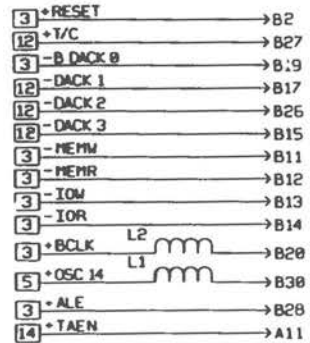 3 +RESET B2
12 +T/C B27
3 -B DACK 0 B19
12 -DACK 1 B17
12 -DACK 2 B26
12 -DACK 3 B15
3 -MEMW B11
3 -MEMR B12
3 -IOW B13
3 -IOR B14
3 +BCLK L2 B20
5 +OSC 14 L1 B30
3 +ALE B28
14 +TAEN A11